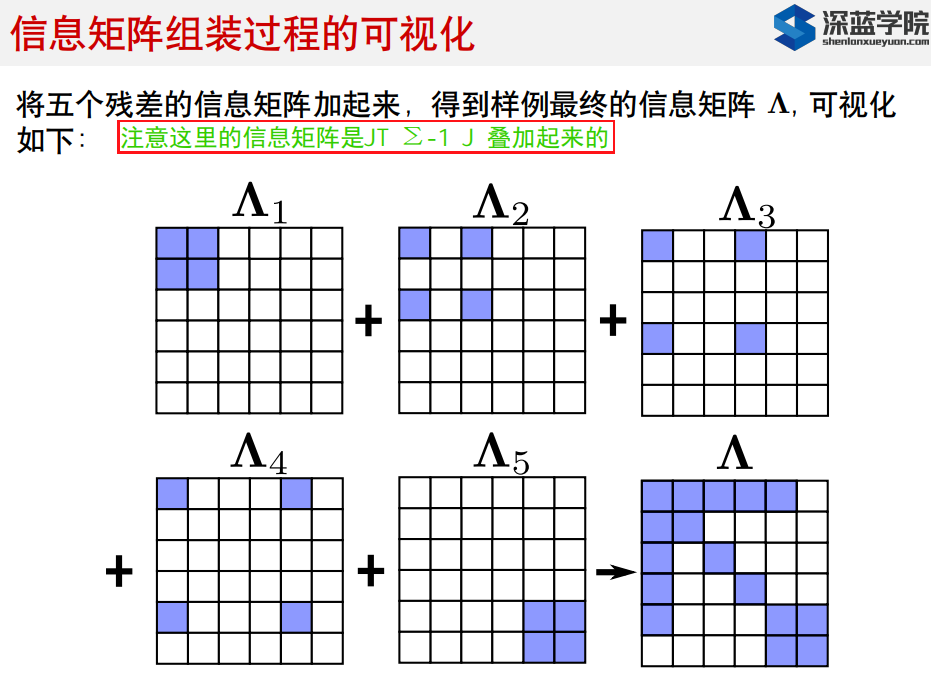 信息矩阵组装过程的可视化
深蓝学院
shenlanxueyuan.com
将五个残差的信息矩阵加起来，得到样例最终的信息矩阵 Λ, 可视化
如下：
注意这里的信息矩阵是JT Σ-1 J 叠加起来的
Λ1
Λ2
Λ3
+
+
Λ4
Λ5
Λ
+
+